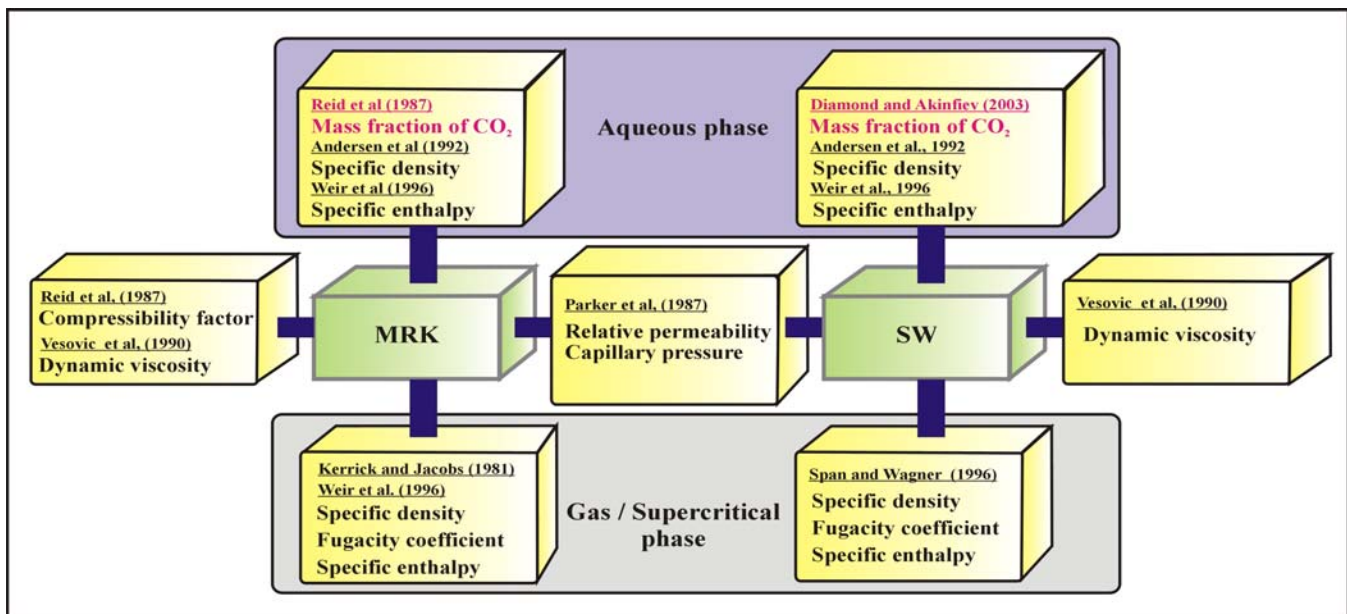 Reid et al (1987)
Mass fraction of CO₂
Andersen et al (1992)
Specific density
Weir et al (1996)
Specific enthalpy
Aqueous phase
Diamond and Akinfiev (2003)
Mass fraction of CO₂
Andersen et al., 1992
Specific density
Weir et al., 1996
Specific enthalpy
Reid et al, (1987)
Compressibility factor
Vesovic et al, (1990)
Dynamic viscosity
MRK
Parker et al, (1987)
Relative permeability
Capillary pressure
SW
Vesovic et al, (1990)
Dynamic viscosity
Kerrick and Jacobs (1981)
Weir et al. (1996)
Specific density
Fugacity coefficient
Specific enthalpy
Gas / Supercritical
phase
Span and Wagner (1996)
Specific density
Fugacity coefficient
Specific enthalpy